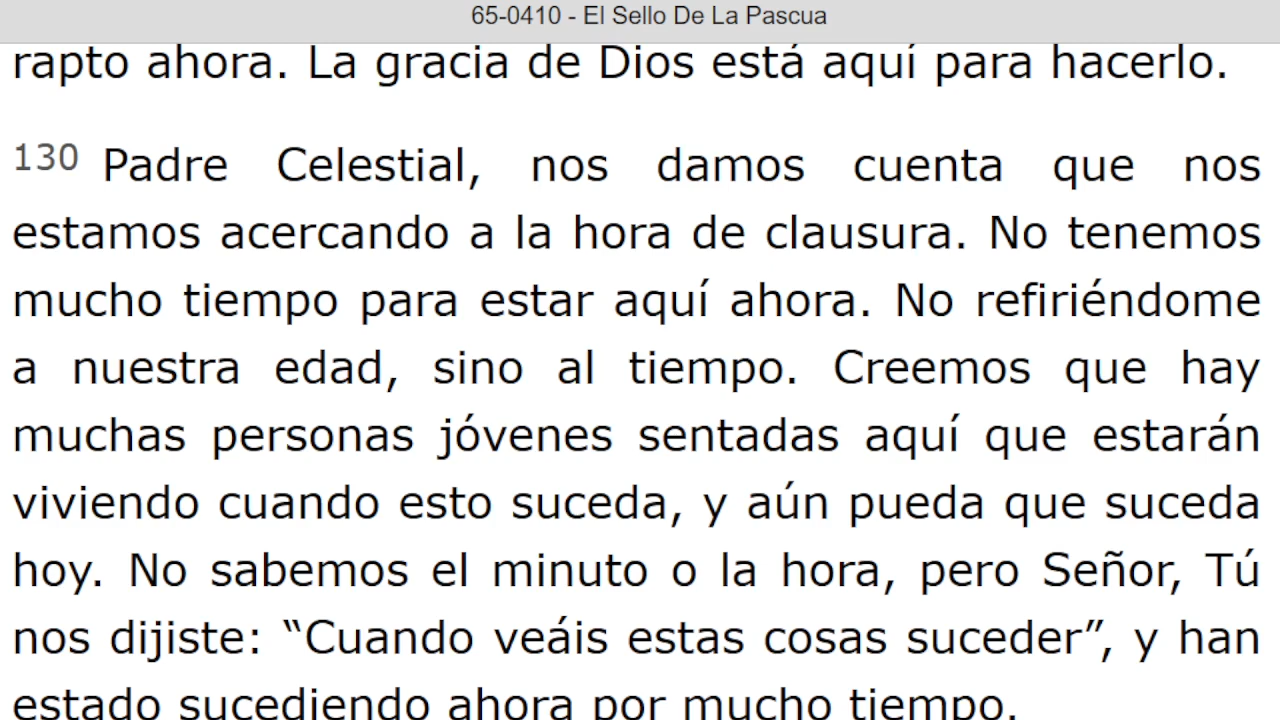 65-0410 - El Sello De La Pascua
rapto ahora. La gracia de Dios está aquí para hacerlo.
130 Padre Celestial, nos damos cuenta que nos
estamos acercando a la hora de clausura. No tenemos
mucho tiempo para estar aquí ahora. No refiriéndome
a nuestra edad, sino al tiempo. Creemos que hay
muchas personas jóvenes sentadas aquí que estarán
viviendo cuando esto suceda, y aún pueda que suceda
hoy. No sabemos el minuto o la hora, pero Señor, Tú
nos dijiste: “Cuando veáis estas cosas suceder”, y han
estado sucediendo ahora por mucho tiempo.